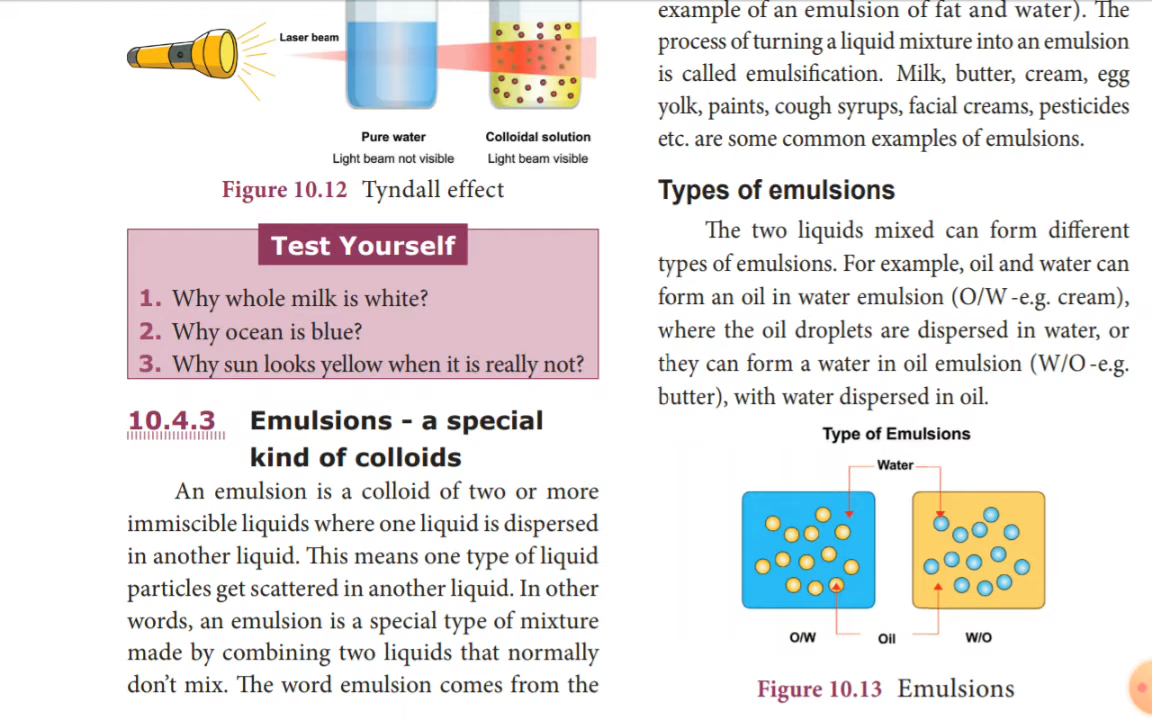 Laser beam
Pure water
Colloidal solution
Light beam not visible
Light beam visible
Figure 10.12 Tyndall effect
Test Yourself
1. Why whole milk is white?
2. Why ocean is blue?
3. Why sun looks yellow when it is really not?
10.4.3 Emulsions - a special
kind of colloids
An emulsion is a colloid of two or more
immiscible liquids where one liquid is dispersed
in another liquid. This means one type of liquid
particles get scattered in another liquid. In other
words, an emulsion is a special type of mixture
made by combining two liquids that normally
don’t mix. The word emulsion comes from the
example of an emulsion of fat and water). The
process of turning a liquid mixture into an emulsion
is called emulsification. Milk, butter, cream, egg
yolk, paints, cough syrups, facial creams, pesticides
etc. are some common examples of emulsions.
Types of emulsions
The two liquids mixed can form different
types of emulsions. For example, oil and water can
form an oil in water emulsion (O/W -e.g. cream),
where the oil droplets are dispersed in water, or
they can form a water in oil emulsion (W/O -e.g.
butter), with water dispersed in oil.
Type of Emulsions
Water
O/W
Oil
W/O
Figure 10.13 Emulsions